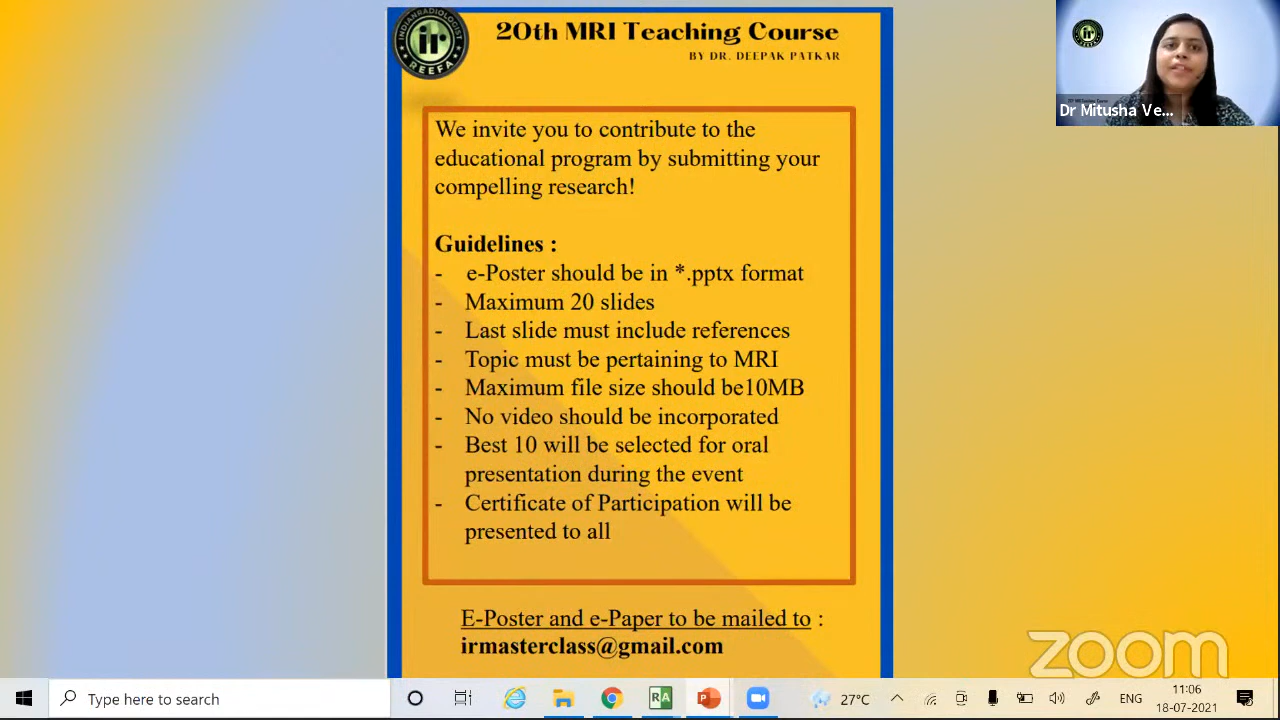 INDIANRADIOLOGIST
ir
REEFA
20th MRI Teaching Course
BY DR. DEEPAK PATKAR
We invite you to contribute to the
educational program by submitting your
compelling research!
Guidelines :
- e-Poster should be in *.pptx format
- Maximum 20 slides
- Last slide must include references
- Topic must be pertaining to MRI
- Maximum file size should be10MB
- No video should be incorporated
- Best 10 will be selected for oral
presentation during the event
- Certificate of Participation will be
presented to all
E-Poster and e-Paper to be mailed to :
irmasterclass@gmail.com
ir
Dr Mitusha Ve...
zoom
Type here to search
RA
27°C
ENG
11:06
18-07-2021